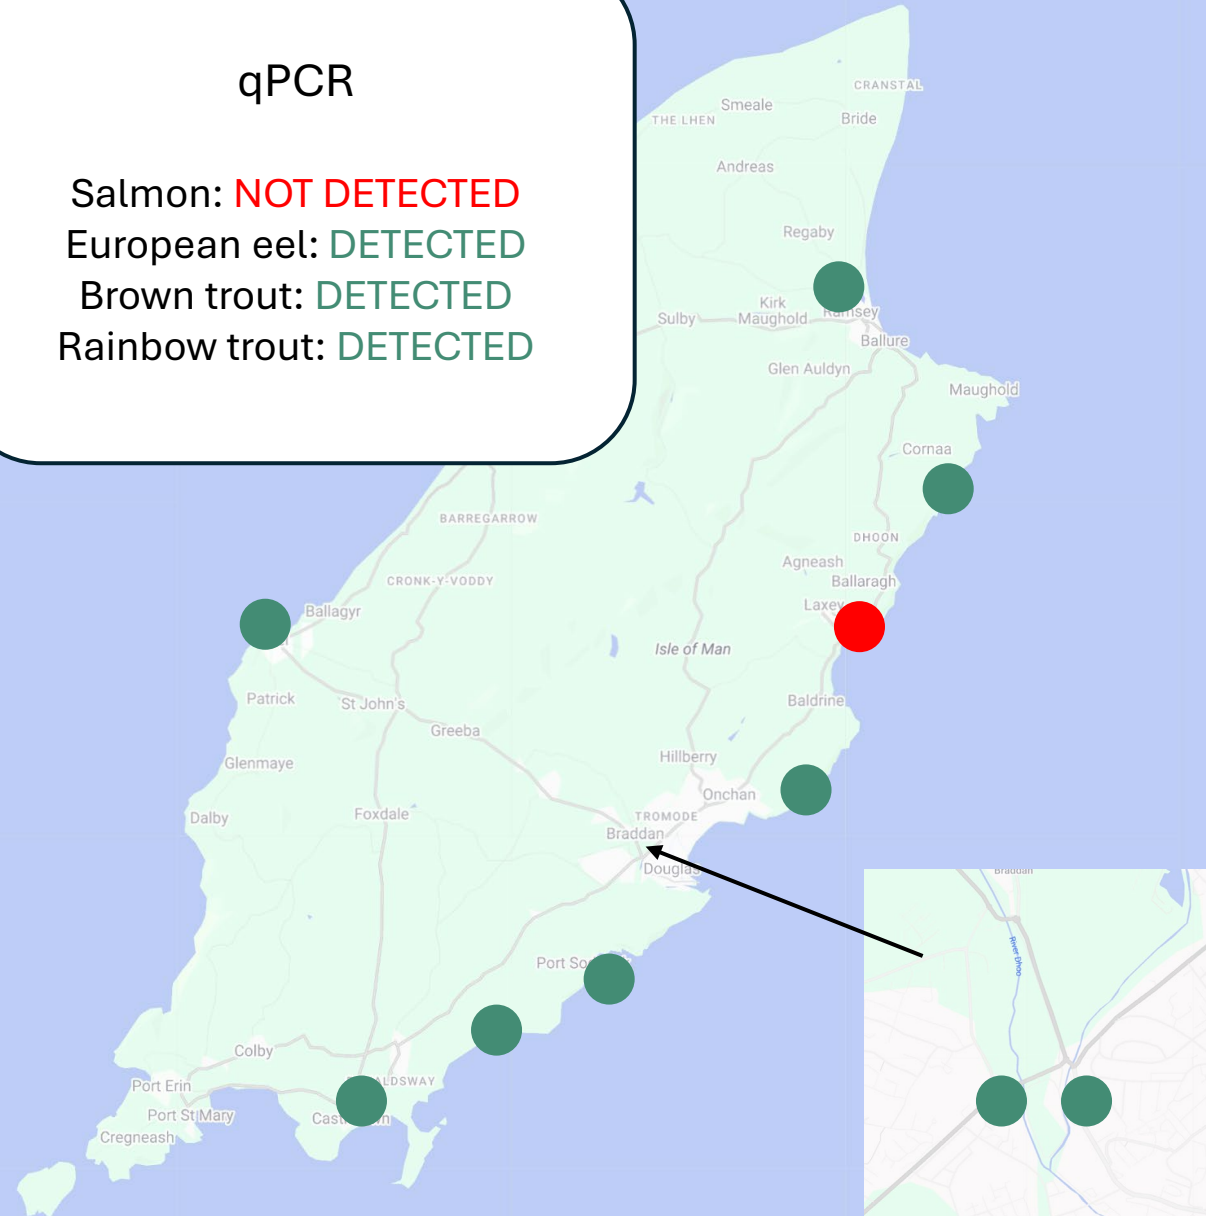 qPCR
Salmon: NOT DETECTED
European eel: DETECTED
Brown trout: DETECTED
Rainbow trout: DETECTED
CRANSTAL
Smeale
THE LHEN
Bride
Andreas
Regaby
Kirk
Maughold
Sulby
Ballure
Glen Auldyn
Maughold
Cornaa
BARREGARROW
DHOON
Agneash
CRONK-Y-VODDY
Ballaragh
Laxey
Ballagyr
Isle of Man
Patrick
St John's
Baldrine
Greeba
Hillberry
Glenmaye
Onchan
Foxdale
Dalby
TROMODE
Braddan
Douglas
Port
Colby
Port Erin
Port St Mary
Cregneash
Braddan
River Dhoo